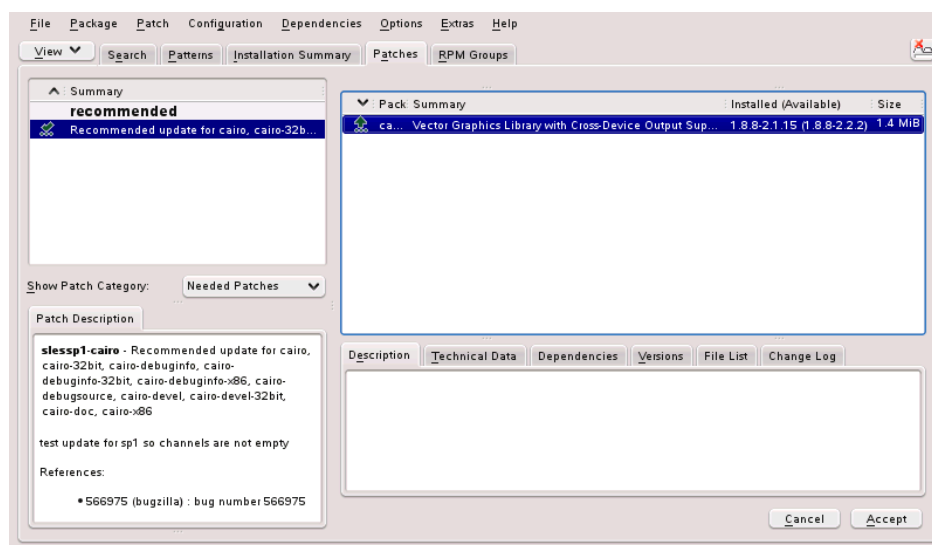 File Package Patch Configuration Dependencies Options Extras Help
View Search Patterns Installation Summary Patches RPM Groups
Summary
recommended
Recommended update for cairo, cairo-32b...
Show Patch Category: Needed Patches
Patch Description
slessp1-cairo - Recommended update for cairo,
cairo-32bit, cairo-debuginfo, cairo-
debuginfo-32bit, cairo-debuginfo-x86, cairo-
debugsource, cairo-devel, cairo-devel-32bit,
cairo-doc, cairo-x86
test update for sp1 so channels are not empty
References:
• 566975 (bugzilla) : bug number 566975
Pack Summary Installed (Available) Size
ca... Vector Graphics Library with Cross-Device Output Sup... 1.8.8-2.1.15 (1.8.8-2.2.2) 1.4 MiB
Description Technical Data Dependencies Versions File List Change Log
Cancel Accept